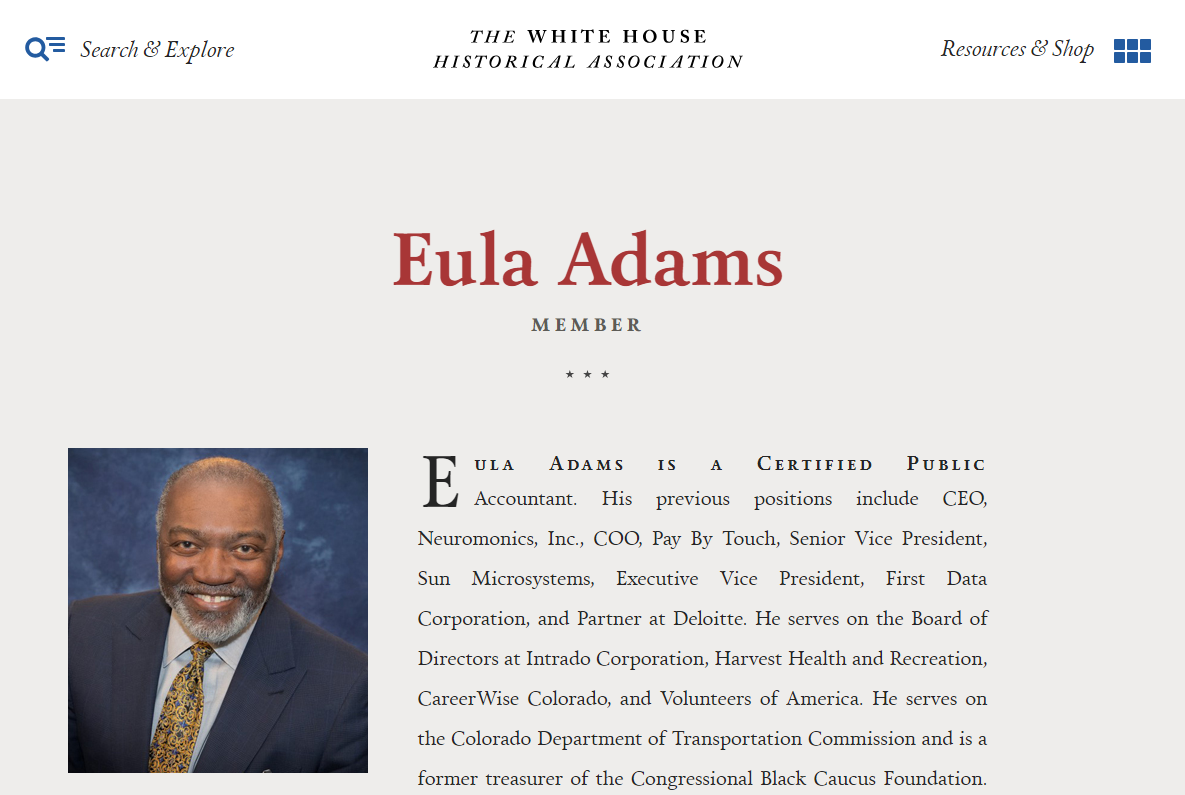 Search & Explore
THE WHITE HOUSE
HISTORICAL ASSOCIATION
Resources & Shop
Eula Adams
MEMBER
Eula Adams is a Certified Public
Accountant. His previous positions include CEO,
Neuromonics, Inc., COO, Pay By Touch, Senior Vice President,
Sun Microsystems, Executive Vice President, First Data
Corporation, and Partner at Deloitte. He serves on the Board of
Directors at Intrado Corporation, Harvest Health and Recreation,
CareerWise Colorado, and Volunteers of America. He serves on
the Colorado Department of Transportation Commission and is a
former treasurer of the Congressional Black Caucus Foundation.